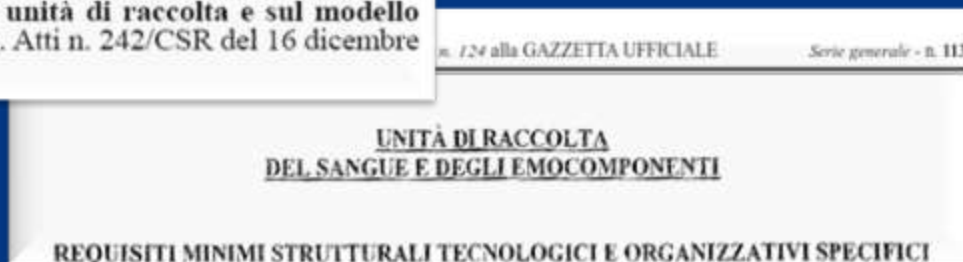 unità di raccolta e sul modello
. Atti n. 242/CSR del 16 dicembre
n. 124 alla GAZZETTA UFFICIALE Serie generale - n. 113
UNITÀ DI RACCOLTA
DEL SANGUE E DEGLI EMOCOMPONENTI
REQUISITI MINIMI STRUTTURALI TECNOLOGICI E ORGANIZZATIVI SPECIFICI